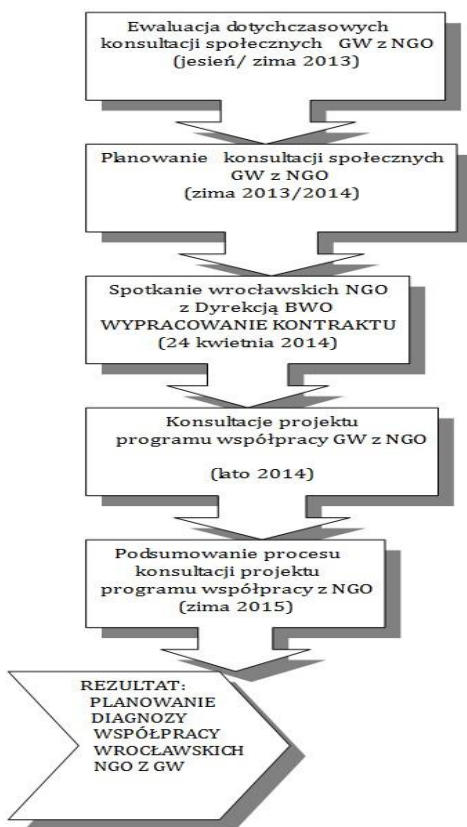 Ewaluacja dotychczasowych
konsultacji społecznych GW z NGO
(jesień/ zima 2013)
Planowanie konsultacji społecznych
GW z NGO
(zima 2013/2014)
Spotkanie wrocławskich NGO
z Dyrekcją BWO
WYPRACOWANIE KONTRAKTU
(24 kwietnia 2014)
Konsultacje projektu
programu współpracy GW z NGO
(lato 2014)
Podsumowanie procesu
konsultacji projektu
programu współpracy z NGO
(zima 2015)
REZULTAT:
PLANOWANIE
DIAGNOZY
WSPÓŁPRACY
WROCŁAWSKICH
NGO Z GW